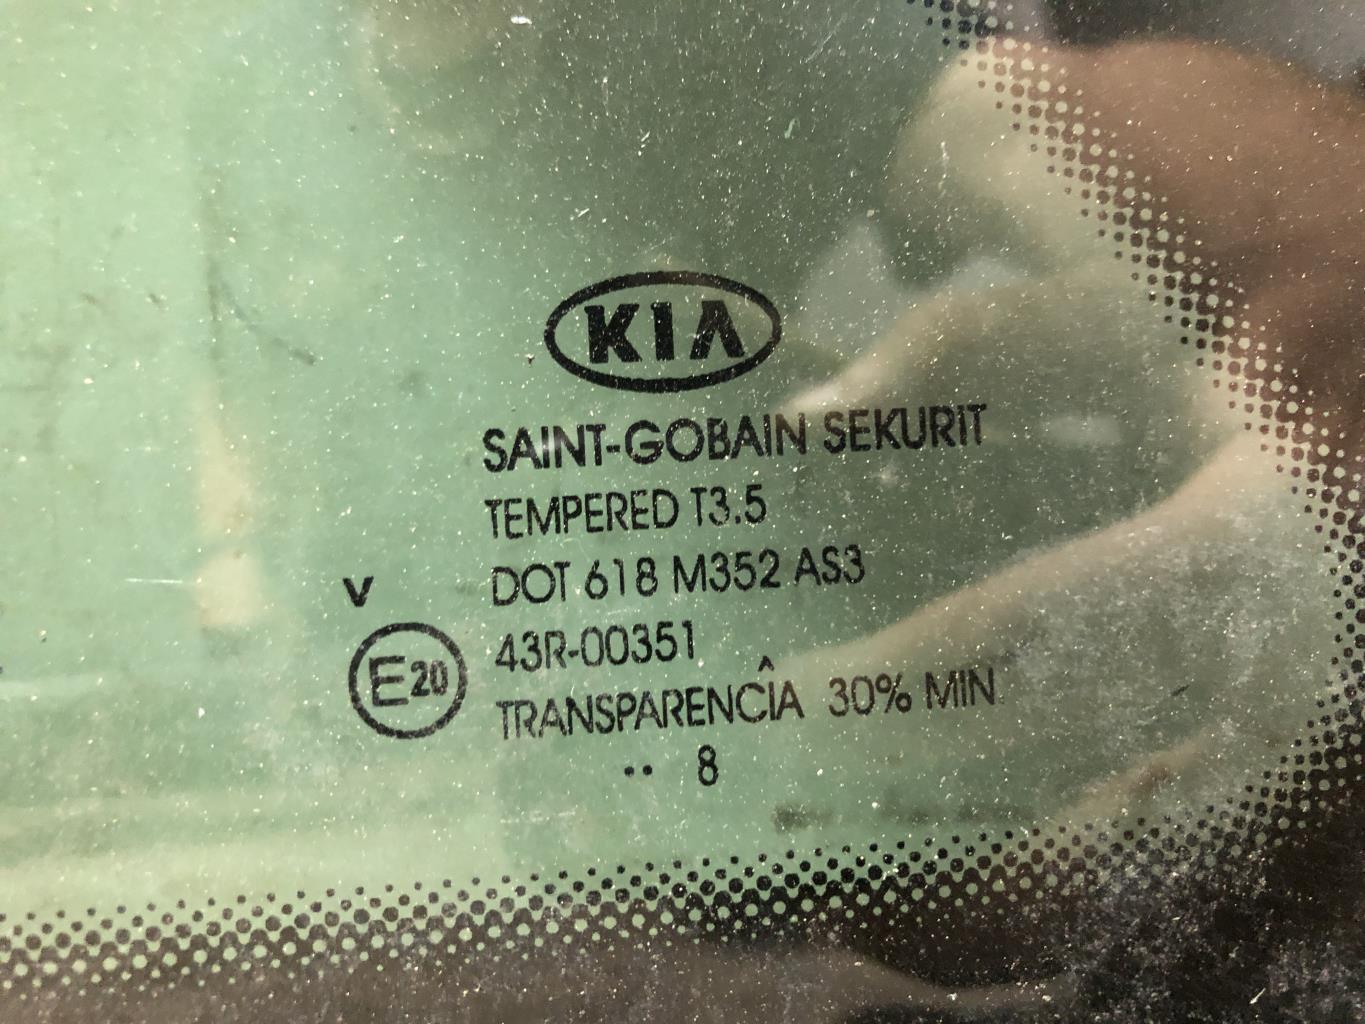 KIA
SAINT-GOBAIN SEKURIT
TEMPERED T3.5
V DOT 618 M352 AS3
E20 43R-00351
TRANSPARENCÎA 30% MIN
•• 8